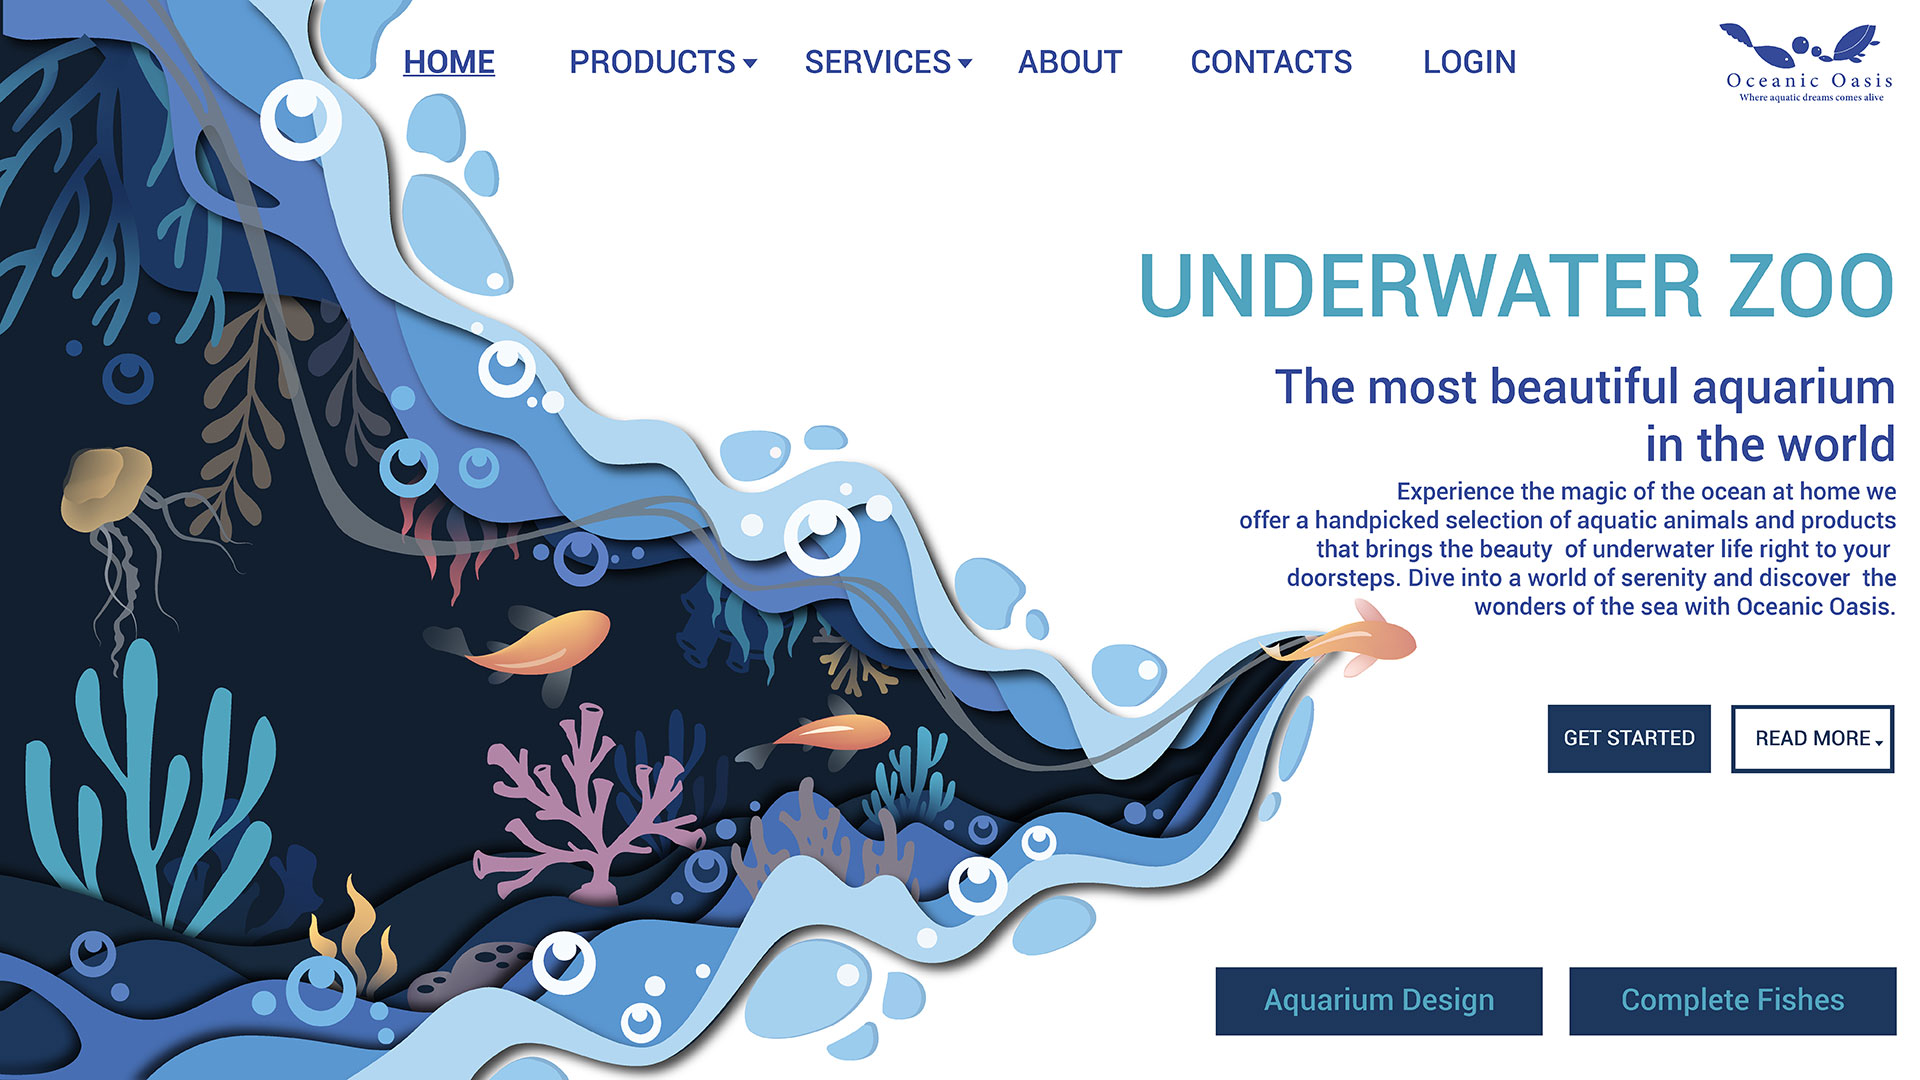 HOME PRODUCTS SERVICES ABOUT CONTACTS LOGIN
Oceanic Oasis
Where aquatic dreams comes alive
UNDERWATER ZOO
The most beautiful aquarium
in the world
Experience the magic of the ocean at home we
offer a handpicked selection of aquatic animals and products
that brings the beauty of underwater life right to your
doorsteps. Dive into a world of serenity and discover the
wonders of the sea with Oceanic Oasis.
GET STARTED READ MORE
Aquarium Design Complete Fishes